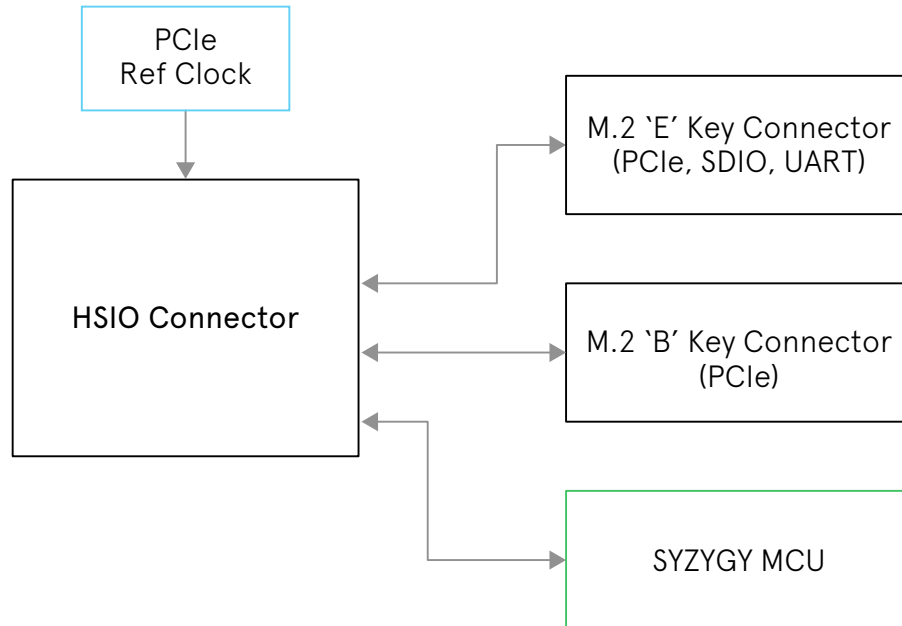 PCIe
Ref Clock
HSIO Connector
M.2 ‘E’ Key Connector
(PCIe, SDIO, UART)
M.2 ‘B’ Key Connector
(PCIe)
SYZYGY MCU